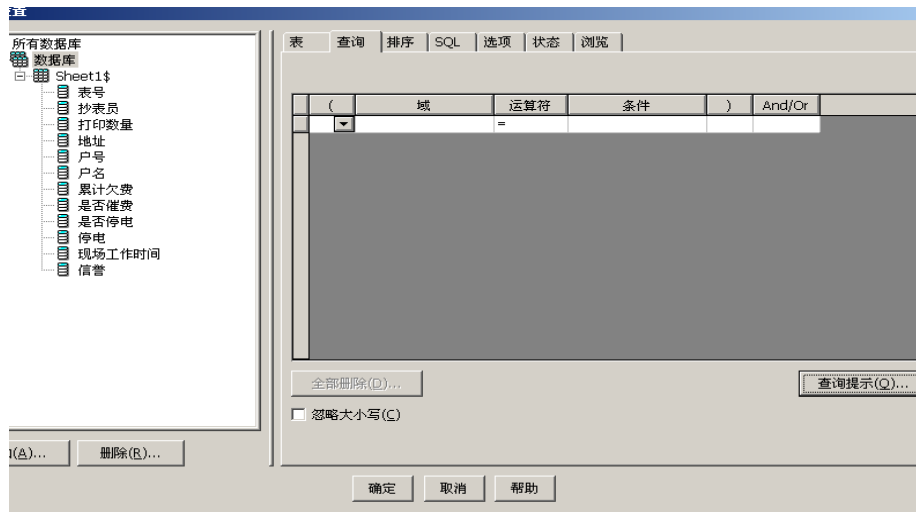 所有数据库
数据库
Sheet1$
表号
抄表员
打印数量
地址
户号
户名
累计欠费
是否催费
是否停电
停电
现场工作时间
信誉
表 查询 排序 SQL 选项 状态 浏览
( 域 运算符 条件 ) And/Or
=
全部删除(D)...
查询提示(Q)...
忽略大小写(C)
(A)... 删除(R)...
确定 取消 帮助